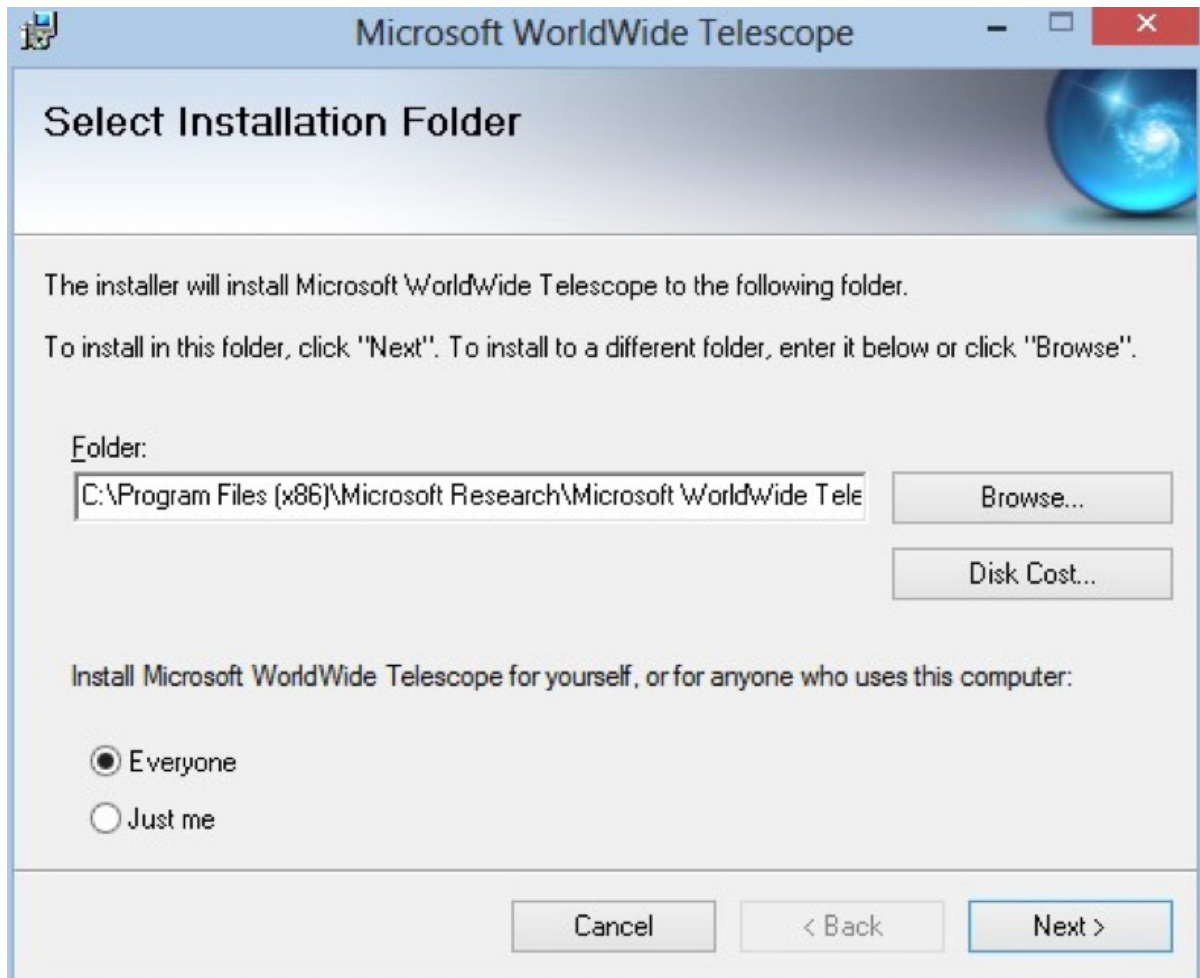 Microsoft WorldWide Telescope
Select Installation Folder
The installer will install Microsoft WorldWide Telescope to the following folder.
To install in this folder, click "Next". To install to a different folder, enter it below or click "Browse".
Folder:
C:\Program Files (x86)\Microsoft Research\Microsoft WorldWide Tele
Browse...
Disk Cost...
Install Microsoft WorldWide Telescope for yourself, or for anyone who uses this computer:
Everyone
Just me
Cancel
< Back
Next >